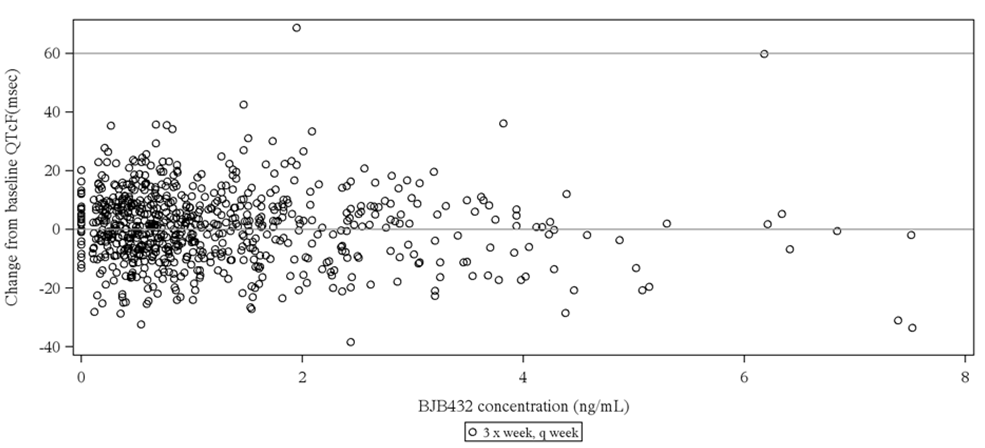 Change from baseline QTcF(msec)
60
40
20
0
-20
-40
0 2 4 6 8
BJB432 concentration (ng/mL)
3 x week, q week